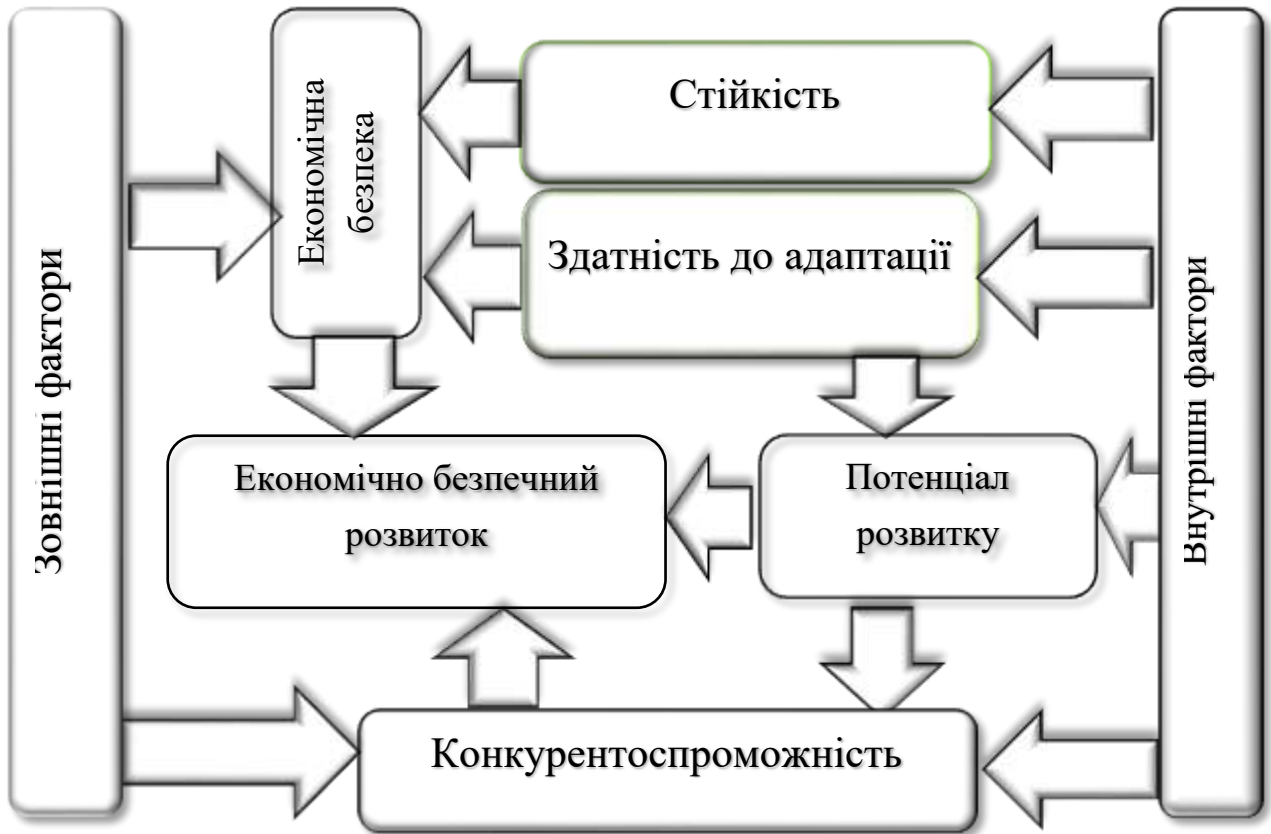 Зовнішні фактори
Економічна
безпека
Стійкість
Здатність до адаптації
Економічно безпечний
розвиток
Потенціал
розвитку
Конкурентоспроможність
Внутрішні фактори